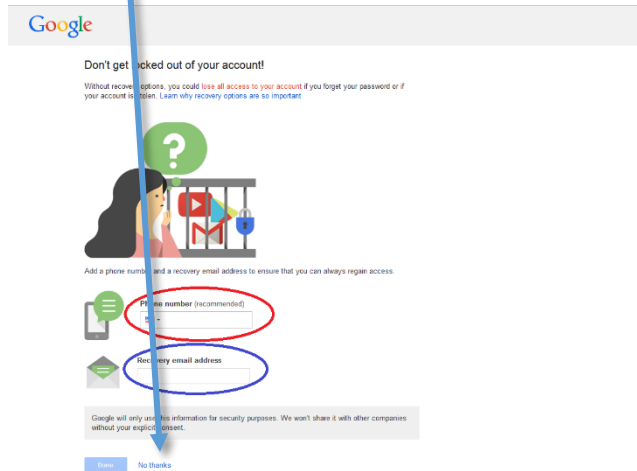 Google
Don't get locked out of your account!
Without recovery options, you could lose all access to your account if you forget your password or if
your account is stolen. Learn why recovery options are so important
?
Add a phone number and a recovery email address to ensure that you can always regain access.
Phone number (recommended)
Recovery email address
Google will only use this information for security purposes. We won't share it with other companies
without your explicit consent.
Done No thanks